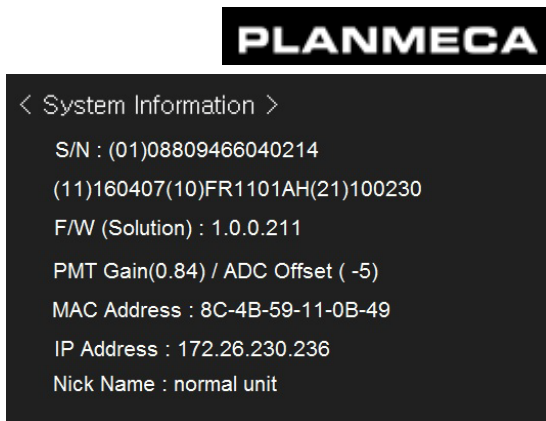 PLANMECA
< System Information >
S/N : (01)08809466040214
(11)160407(10)FR1101AH(21)100230
F/W (Solution) : 1.0.0.211
PMT Gain(0.84) / ADC Offset ( -5)
MAC Address : 8C-4B-59-11-0B-49
IP Address : 172.26.230.236
Nick Name : normal unit